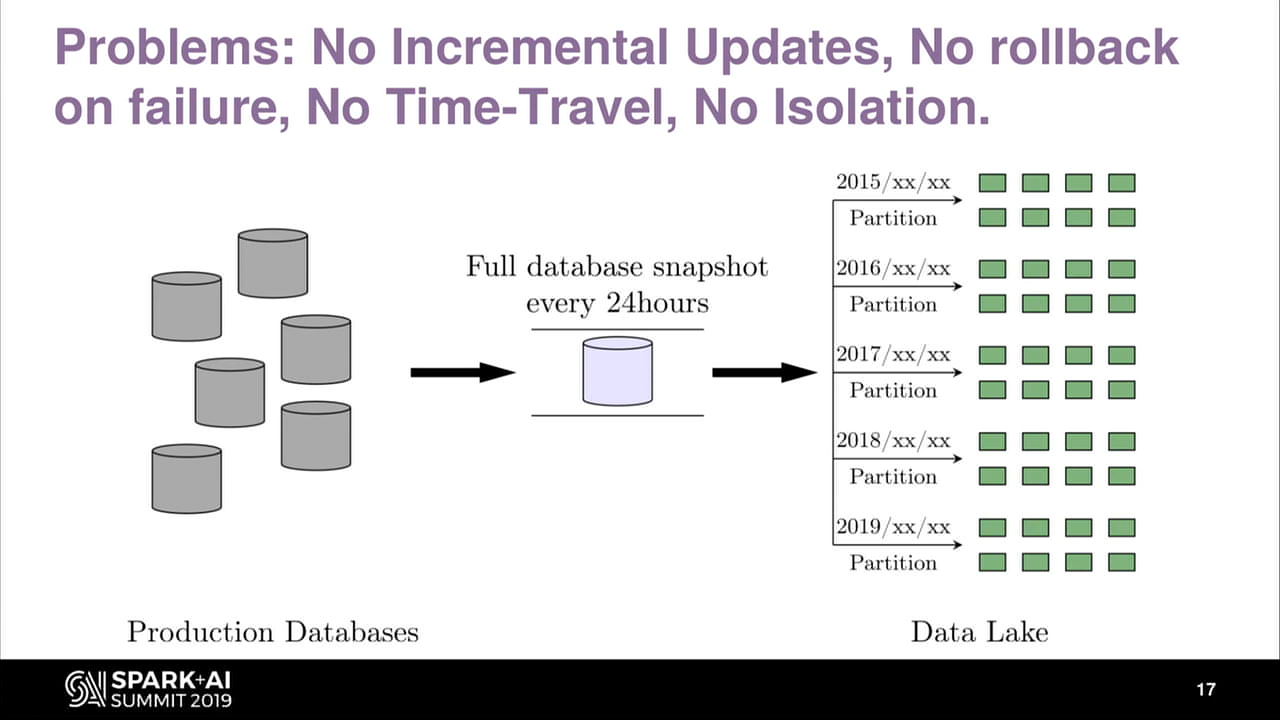 Problems: No Incremental Updates, No rollback
on failure, No Time-Travel, No Isolation.
Full database snapshot
every 24hours
2015/xx/xx
Partition
2016/xx/xx
Partition
2017/xx/xx
Partition
2018/xx/xx
Partition
2019/xx/xx
Partition
Production Databases
Data Lake
SPARK+AI
SUMMIT 2019
17